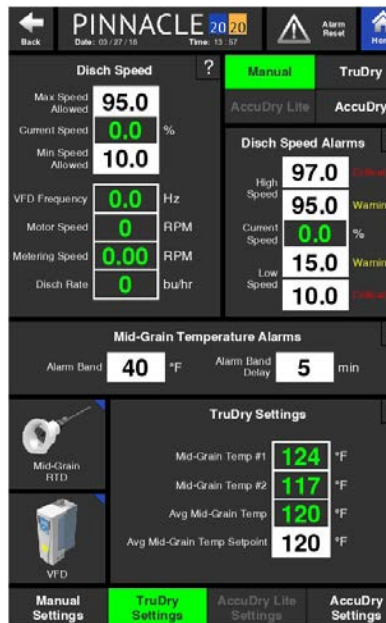 PINNACLE 20 20
Back
Date: 03 / 27 / 18
Time: 13 : 57
Alarm
Reset
Disch Speed
?
Max Speed
Allowed
95.0
Current Speed
0.0
%
Min Speed
Allowed
10.0
VFD Frequency
0.0
Hz
Motor Speed
0
RPM
Metering Speed
0.00
RPM
Disch Rate
0
bu/hr
Manual
TruDry
AccuDry Lite
AccuDry
Disch Speed Alarms
High
Speed
97.0
95.0
Current
Speed
0.0
%
Low
Speed
15.0
10.0
Mid-Grain Temperature Alarms
Alarm Band
40
°F
Alarm Band
Delay
5
min
Mid-Grain
RTD
VFD
TruDry Settings
Mid-Grain Temp #1
124
°F
Mid-Grain Temp #2
117
°F
Avg Mid-Grain Temp
120
°F
Avg Mid-Grain Temp Setpoint
120
°F
Manual
Settings
TruDry
Settings
AccuDry Lite
Settings
AccuDry
Settings